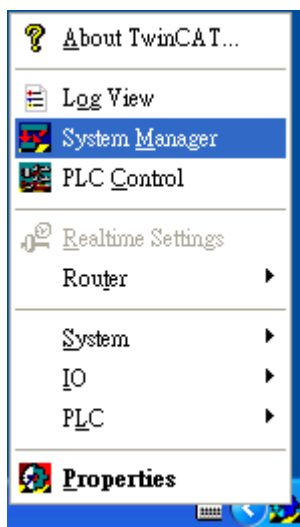 About TwinCAT...
Log View
System Manager
PLC Control
Realtime Settings
Router
System
IO
PLC
Properties